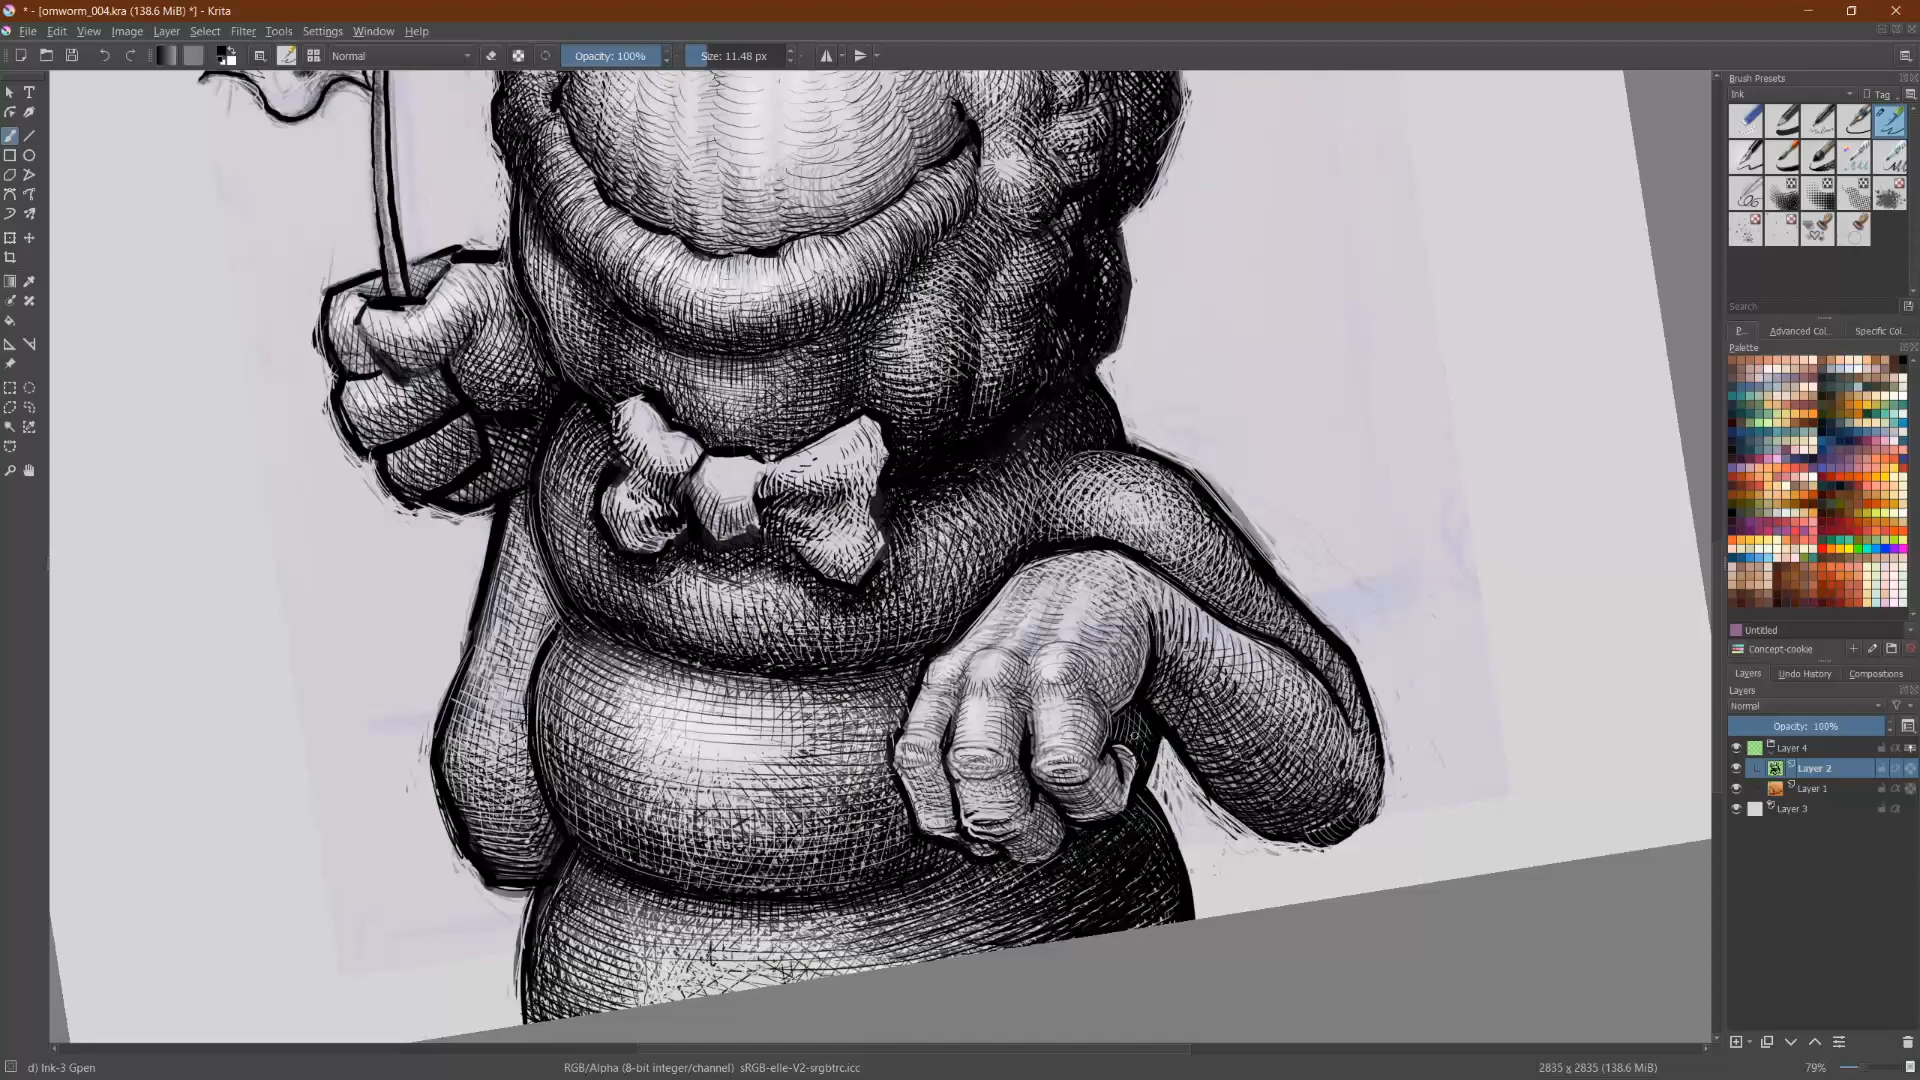 * - [omworm_004.kra (138.6 MiB) *] - Krita
File Edit View Image Layer Select Filter Tools Settings Window Help
Normal
Opacity: 100%
Size: 11.48 px
Brush Presets
Ink
Tag
Search
P...
Advanced Col...
Specific Col...
Palette
Untitled
Concept-cookie
Layers
Undo History
Compositions
Layers
Normal
Opacity: 100%
Layer 4
Layer 2
Layer 1
Layer 3
d) Ink-3 Gpen
RGB/Alpha (8-bit integer/channel) sRGB-elle-V2-srgbtrc.icc
2835 x 2835 (138.6 MiB)
79%